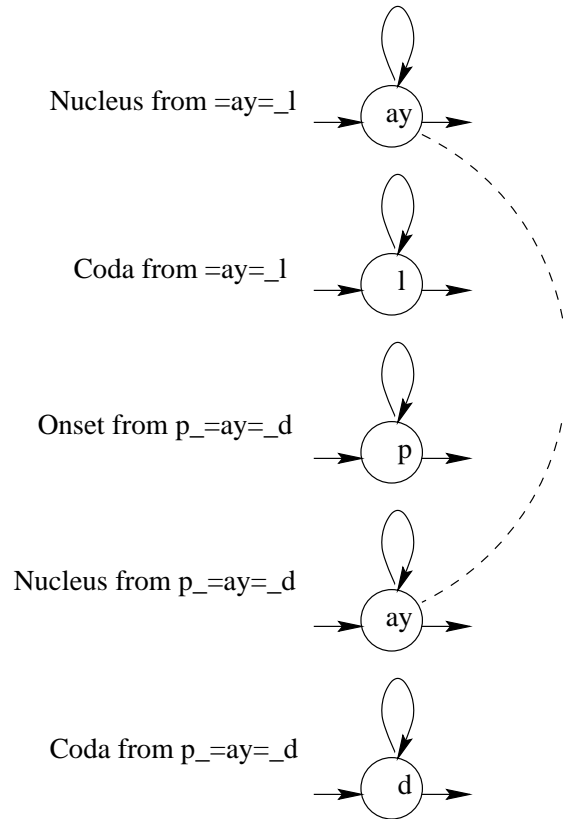 Nucleus from =ay=_l
ay
Coda from =ay=_l
l
Onset from p_=ay=_d
p
Nucleus from p_=ay=_d
ay
Coda from p_=ay=_d
d